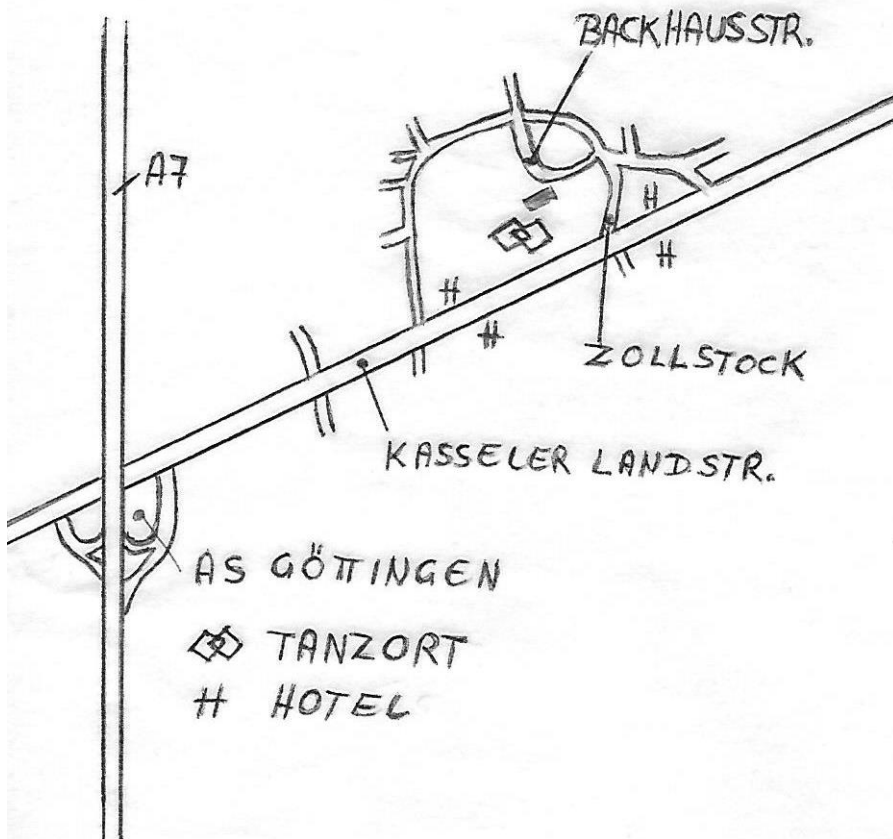 BACKHAUSSTR.
A7
H
H
H
H
ZOLLSTOCK
KASSELER LANDSTR.
AS GÖTTINGEN
TANZORT
H HOTEL